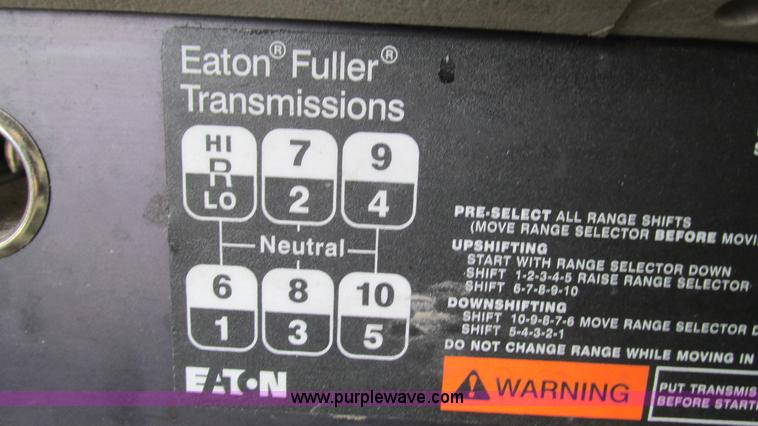 Eaton® Fuller®
Transmissions
HI 7 9
R
LO 2 4
Neutral
6 8 10
1 3 5
EATON
PRE-SELECT ALL RANGE SHIFTS
(MOVE RANGE SELECTOR BEFORE
UPSHIFTING
START WITH RANGE SELECTOR DOWN
SHIFT 1-2-3-4-5 RAISE RANGE SELECTOR
SHIFT 6-7-8-9-10
DOWNSHIFTING
SHIFT 10-9-8-7-6 MOVE RANGE SELECTOR
SHIFT 5-4-3-2-1
DO NOT CHANGE RANGE WHILE MOVING IN
WARNING
PUT
BEFORE
www.purplewave.com